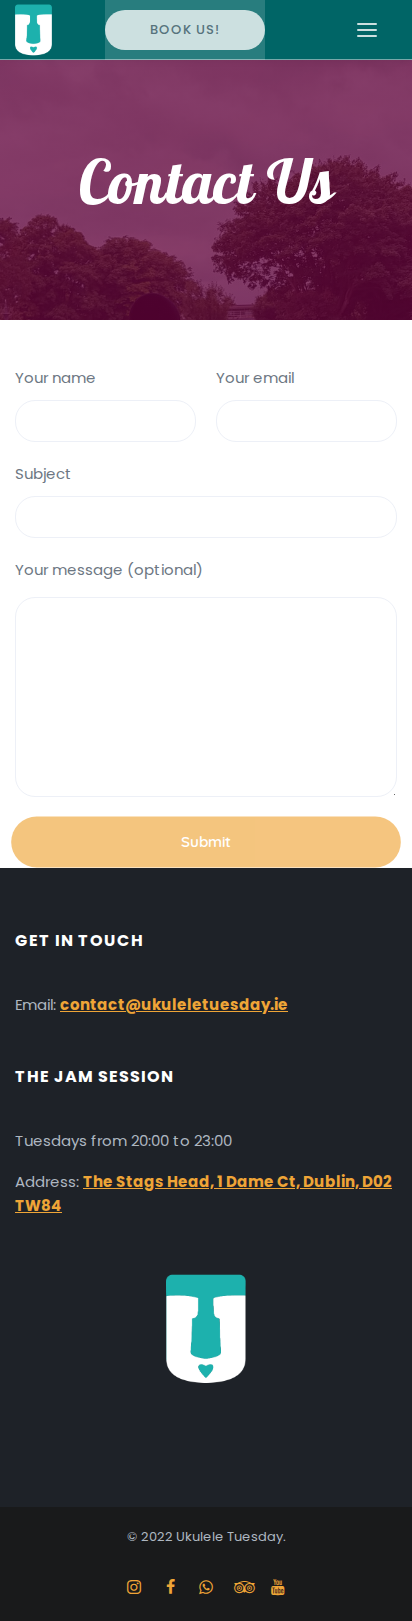 BOOK US!
Contact Us
Your name
Your email
Subject
Your message (optional)
Submit
GET IN TOUCH
Email: contact@ukuleletuesday.ie
THE JAM SESSION
Tuesdays from 20:00 to 23:00
Address: The Stags Head, 1 Dame Ct, Dublin, D02
TW84
© 2022 Ukulele Tuesday.
You
Tube